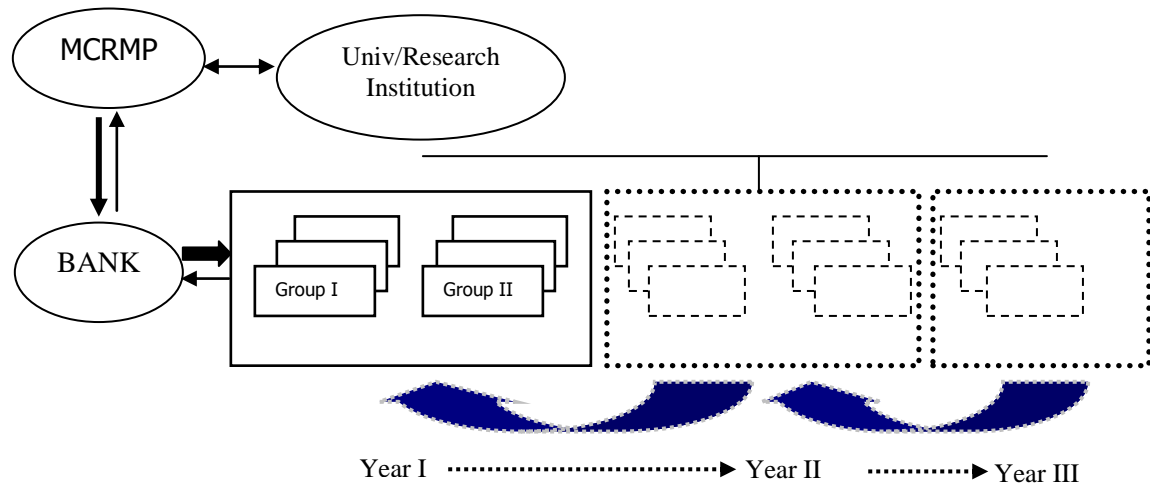 MCRMP
Univ/Research
Institution
BANK
Group I
Group II
Year I
Year II
Year III